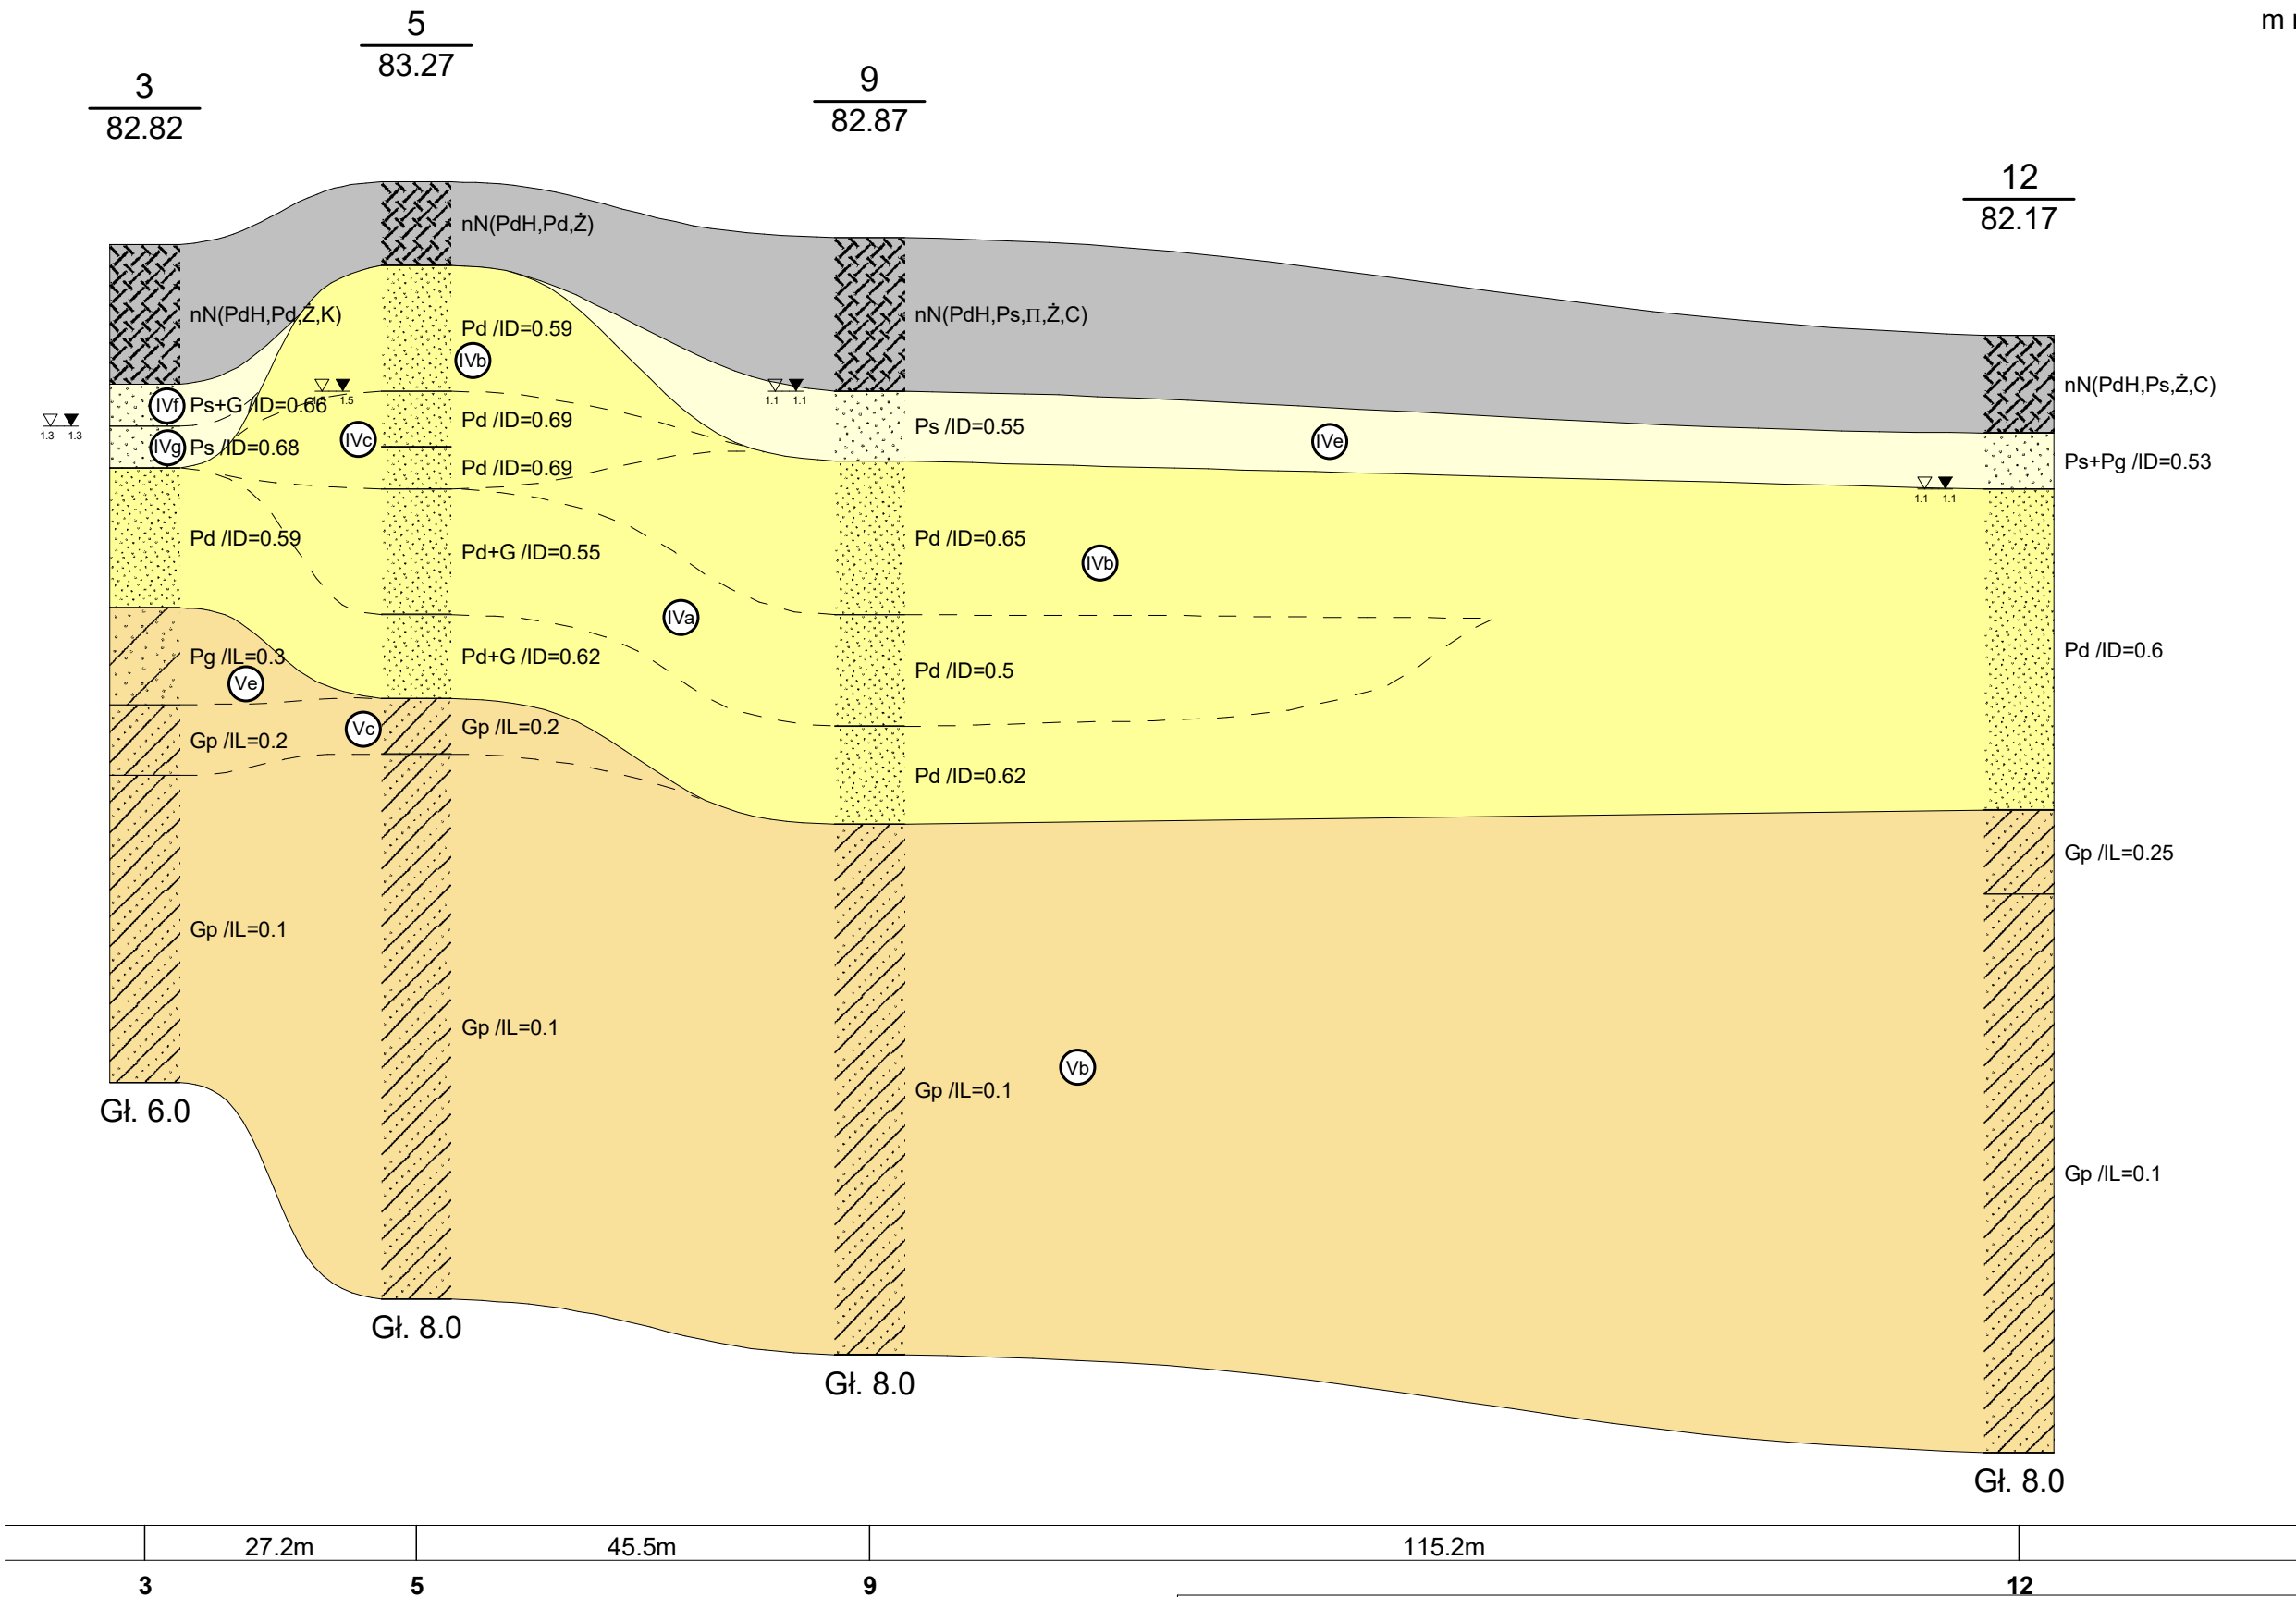 m
5
83.27
3
82.82
9
82.87
12
82.17
nN(PdH,Pd,Ż)
nN(PdH,Pd,Ż,K)
nN(PdH,Ps,Π,Ż,C)
nN(PdH,Ps,Ż,C)
Pd /ID=0.59
IVb
IVf
Ps+G /ID=0.66
1.5
1.1 1.1
1.3 1.3
IVg
Ps /ID=0.68
IVc
Pd /ID=0.69
Pd /ID=0.69
Ps /ID=0.55
IVe
Ps+Pg /ID=0.53
1.1 1.1
Pd /ID=0.59
Pd+G /ID=0.55
Pd /ID=0.65
IVb
IVa
Pg /IL=0.3
Pd+G /ID=0.62
Pd /ID=0.5
Pd /ID=0.6
Ve
Vc
Gp /IL=0.2
Gp /IL=0.2
Pd /ID=0.62
Gp /IL=0.25
Gp /IL=0.1
Gp /IL=0.1
Vb
Gp /IL=0.1
Gp /IL=0.1
Gł. 6.0
Gł. 8.0
Gł. 8.0
Gł. 8.0
27.2m 45.5m 115.2m
3 5 9 12